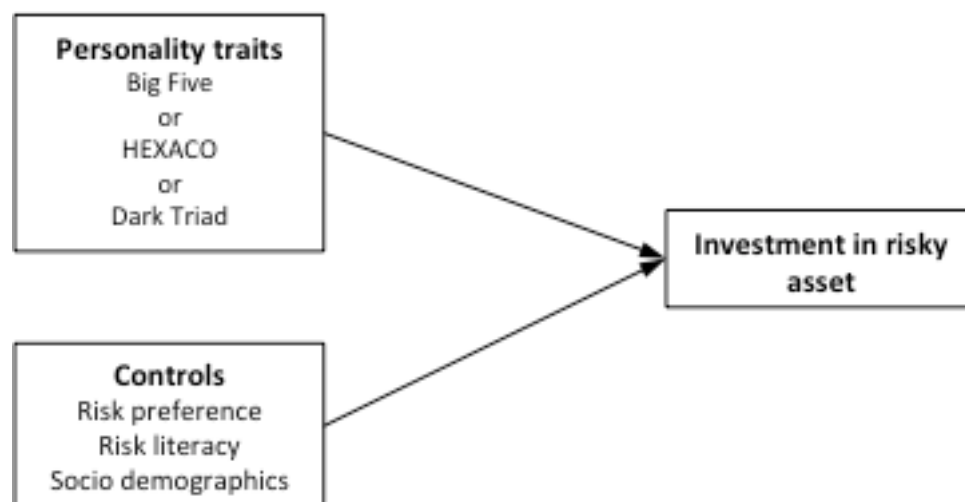 Personality traits
Big Five
or
HEXACO
or
Dark Triad
Investment in risky
asset
Controls
Risk preference
Risk literacy
Socio demographics